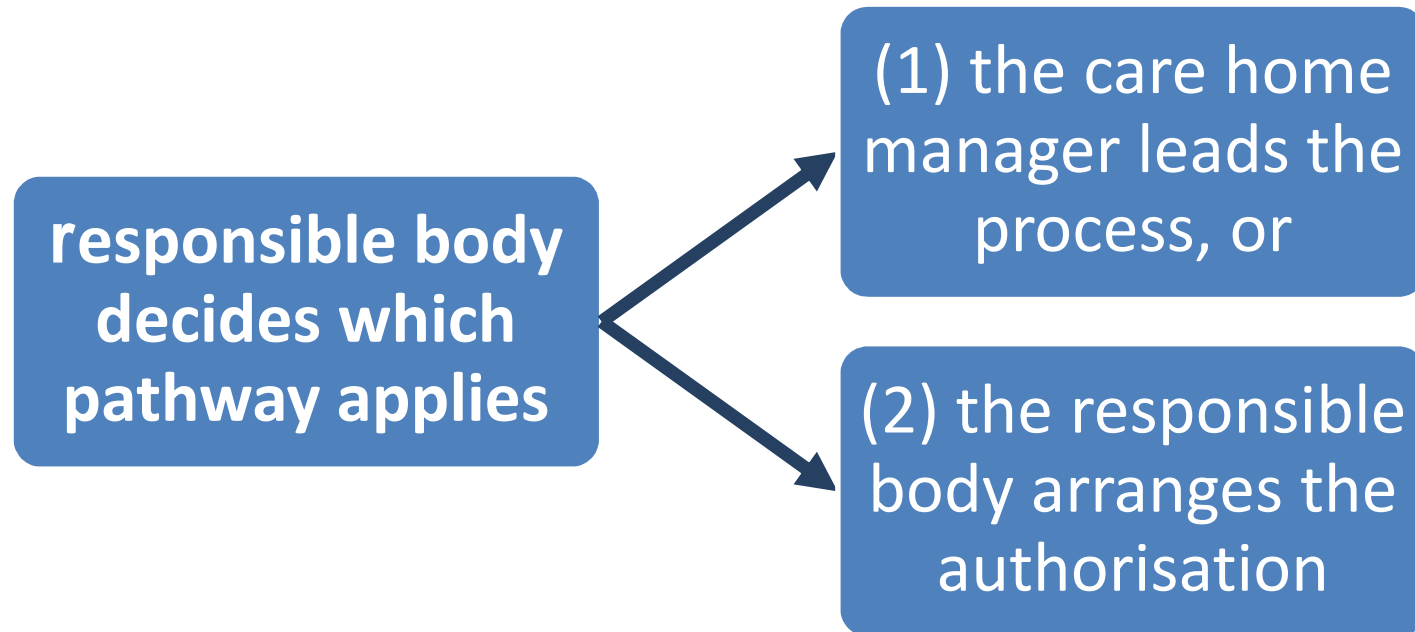 responsible body
decides which
pathway applies
(1) the care home
manager leads the
process, or
(2) the responsible
body arranges the
authorisation